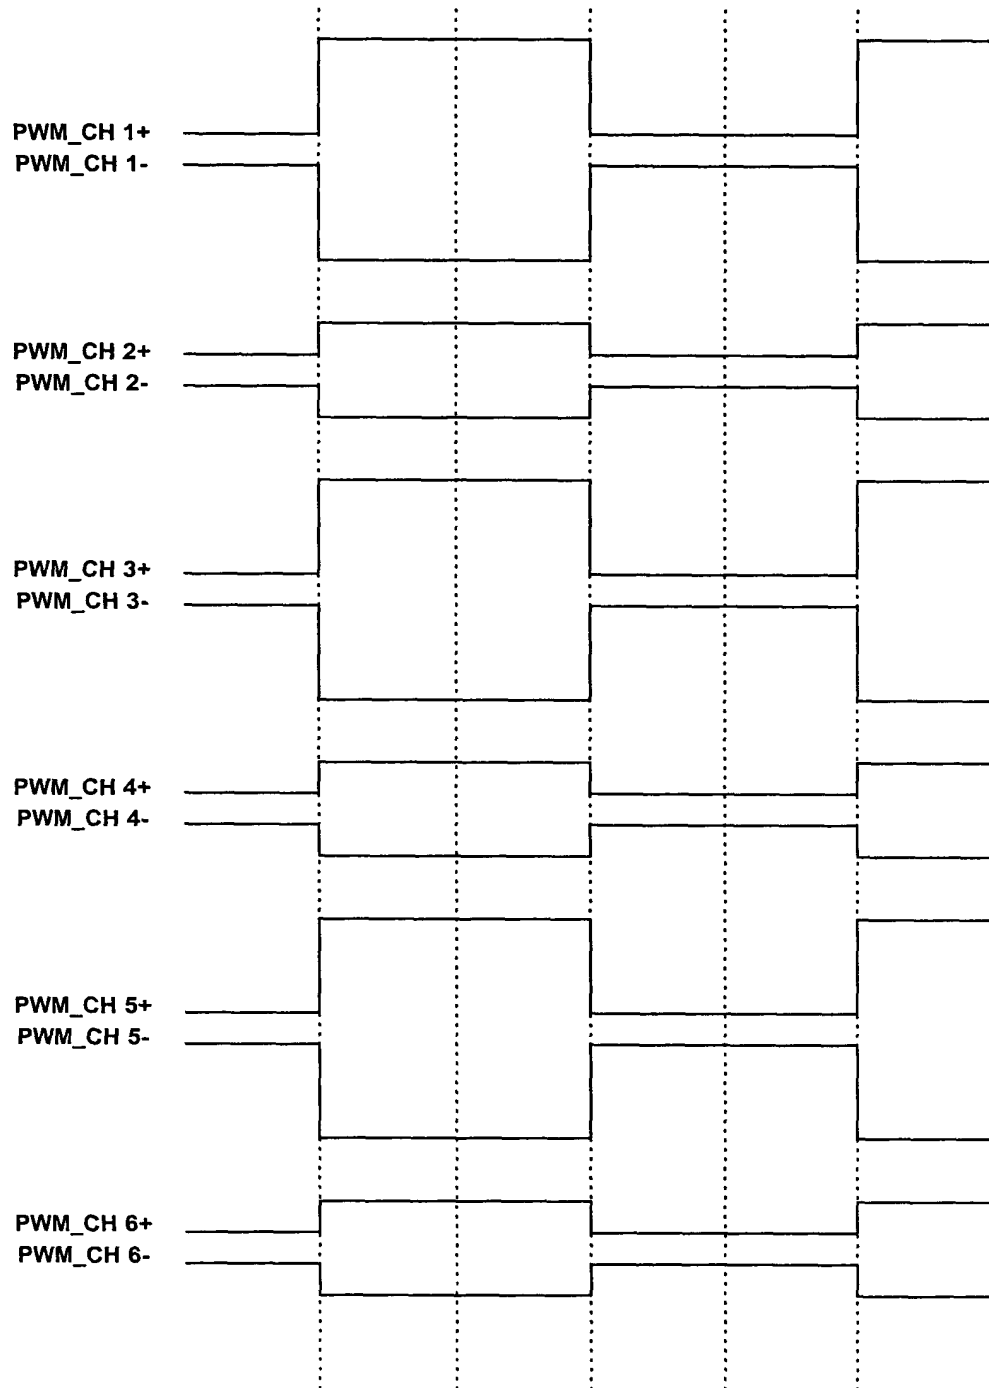 PWM_CH 1+
PWM_CH 1-
PWM_CH 2+
PWM_CH 2-
PWM_CH 3+
PWM_CH 3-
PWM_CH 4+
PWM_CH 4-
PWM_CH 5+
PWM_CH 5-
PWM_CH 6+
PWM_CH 6-